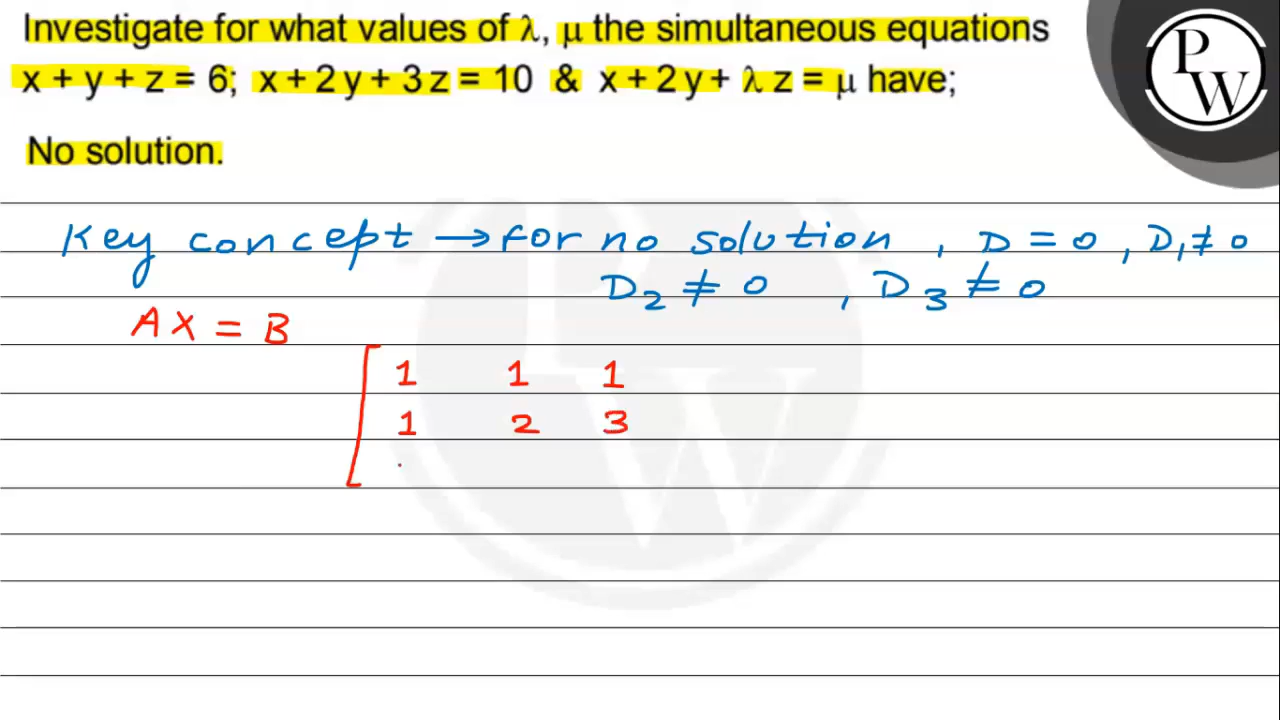 Investigate for what values of λ, μ the simultaneous equations
x + y + z = 6; x + 2 y + 3 z = 10 & x + 2 y + λ z = μ have;
No solution.
P
W
Key concept → for no solution, D = 0, D₁ ≠ 0
D₂ ≠ 0, D₃ ≠ 0
AX = B
1 1 1
1 2 3